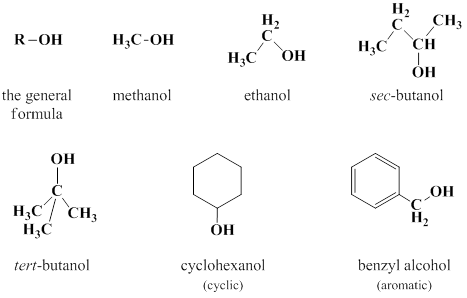 R–OH
H₃C-OH
H₂
C
H₃C
OH
H₂
C
CH₃
H₃C
CH
OH
the general
formula
methanol
ethanol
sec-butanol
OH
C
H₃C
CH₃
H₃C
OH
OH
C
H₂
tert-butanol
cyclohexanol
(cyclic)
benzyl alcohol
(aromatic)